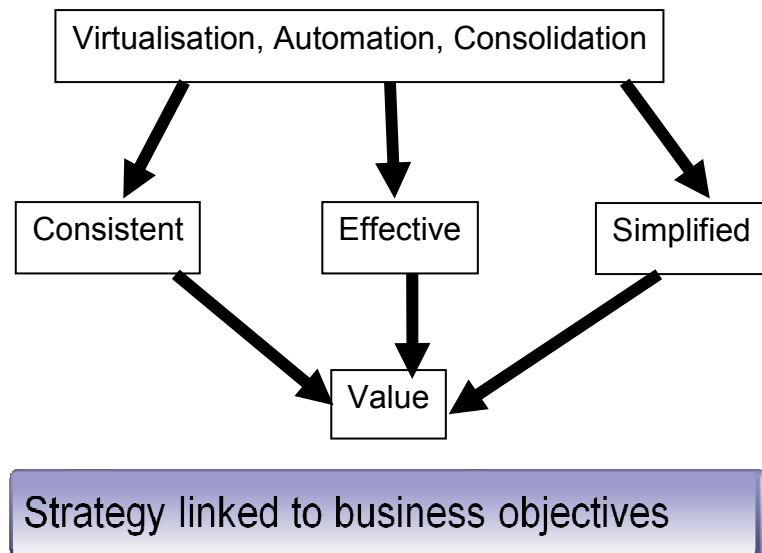 Virtualisation, Automation, Consolidation
Consistent
Effective
Simplified
Value
Strategy linked to business objectives